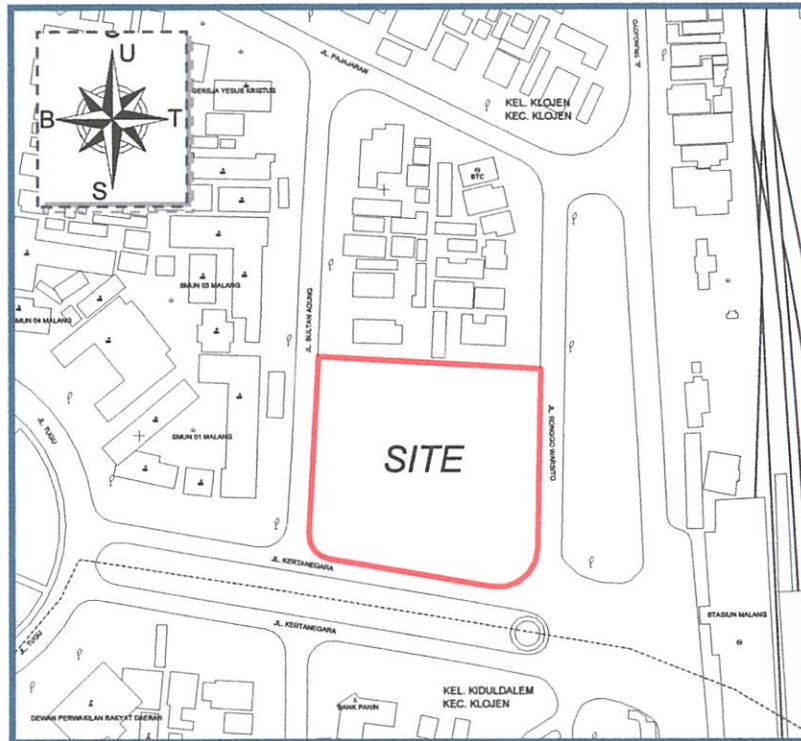 U
B
T
S
GEREJA YESUS KRISTUS
JL. PAJAJARAN
JL. TRUNOJOYO
KEL. KLOJEN
KEC. KLOJEN
BTC
SMUN 03 MALANG
SMUN 04 MALANG
JL. SULTAN AGUNG
JL. TUGU
SMUN 01 MALANG
SITE
JL. RONGGO WARSITO
JL. KERTANEGARA
JL. KERTANEGARA
STASIUN MALANG
JL. TUGU
KEL. KIDULDALEM
KEC. KLOJEN
BANK PANIN
DEWAN PERWAKILAN RAKYAT DAERAH